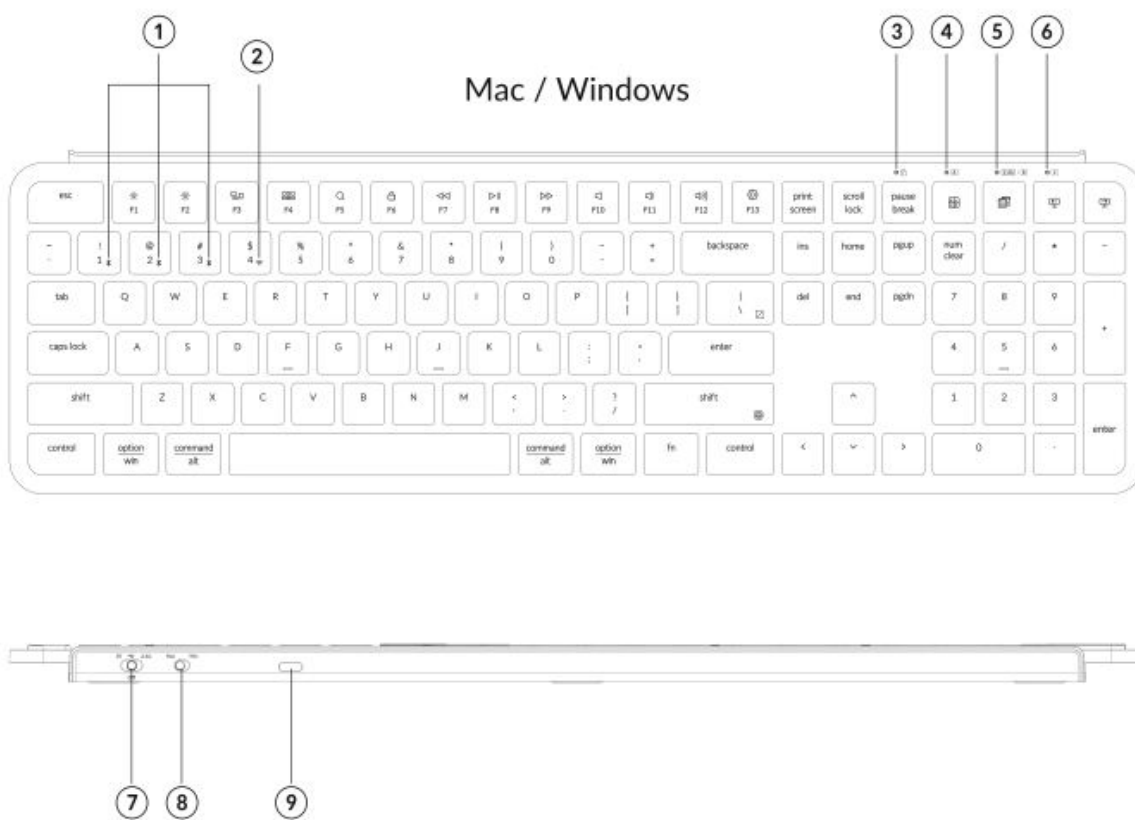 1 2 3 4 5 6
Mac / Windows
esc F1 F2 F3 F4 F5 F6 F7 F8 F9 F10 F11 F12 F13 print screen scroll lock pause break
~ ! @ # $ % ^ & * ( ) – + backspace ins home pgup num clear / * –
1 2 3 4 5 6 7 8 9 0 - =
tab Q W E R T Y U I O P { [ } ] | \ del end pgdn 7 8 9 +
caps lock A S D F G H J K L : ; enter 4 5 6
shift Z X C V B N M < , > . ? / shift ^ 1 2 3 enter
control option win command alt command alt option win fn control < > 0 .
7 8 9